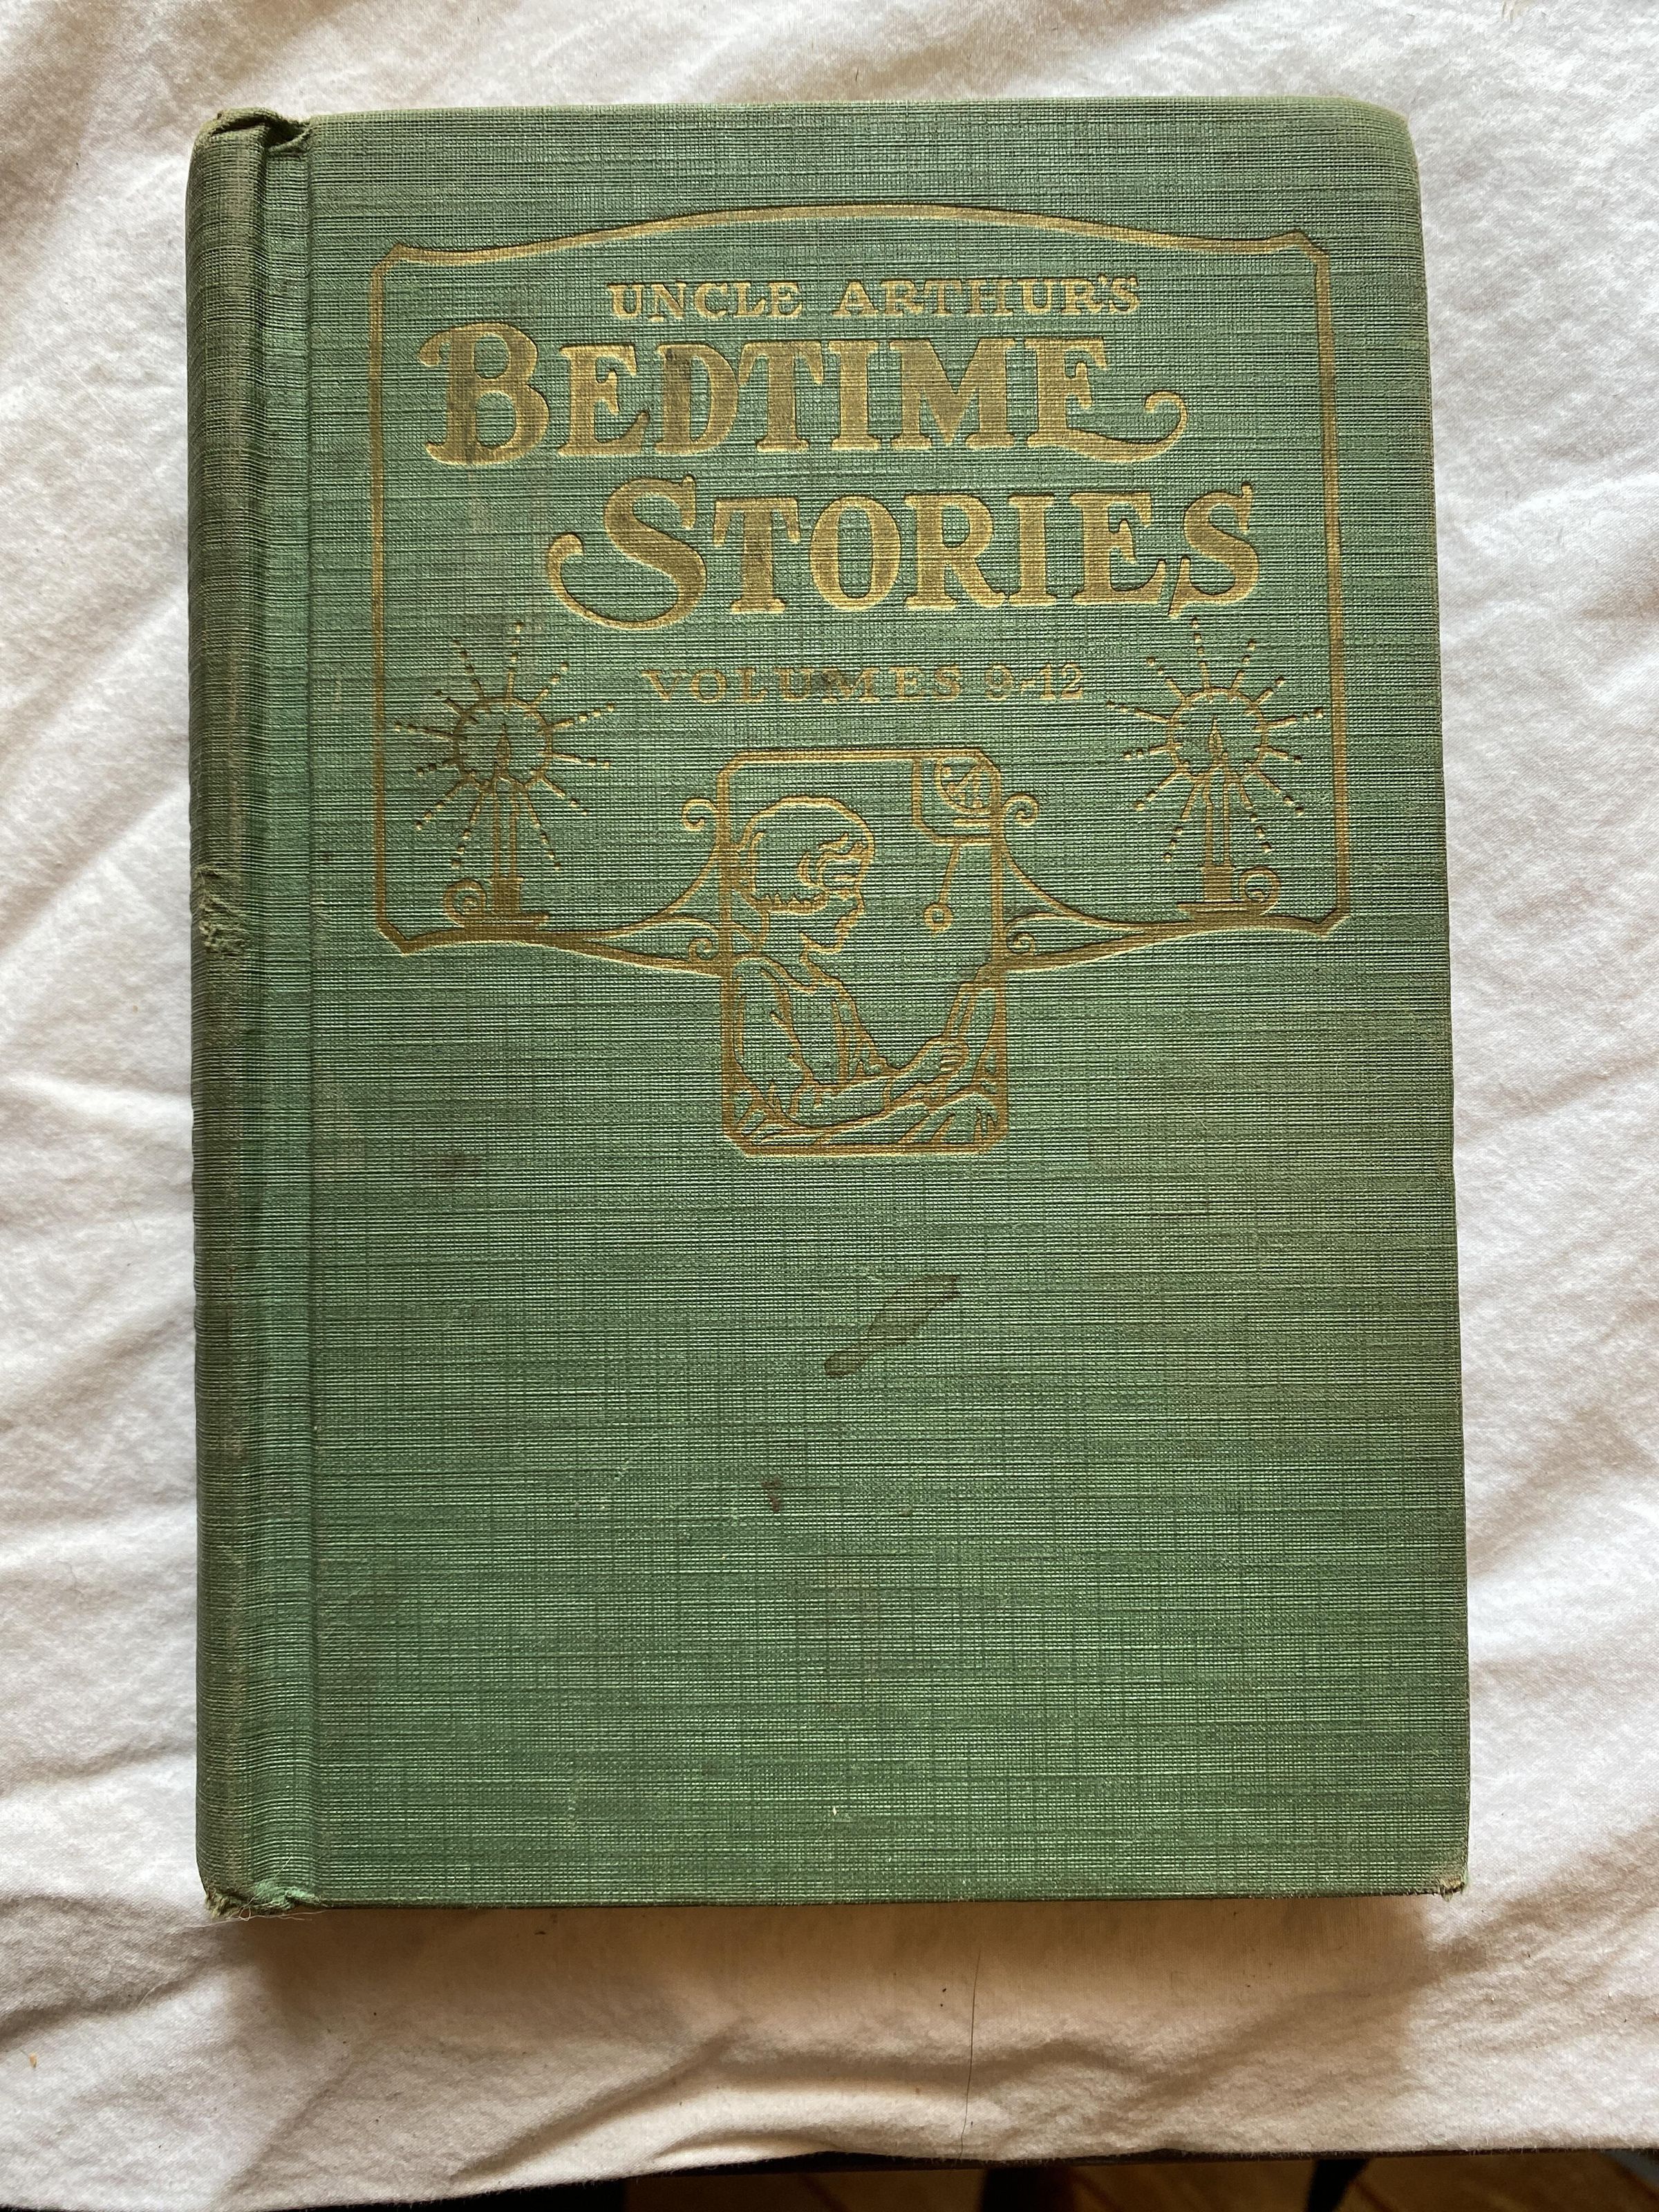 UNCLE ARTHUR'S
BEDTIME
STORIES
VOLUMES 9-12